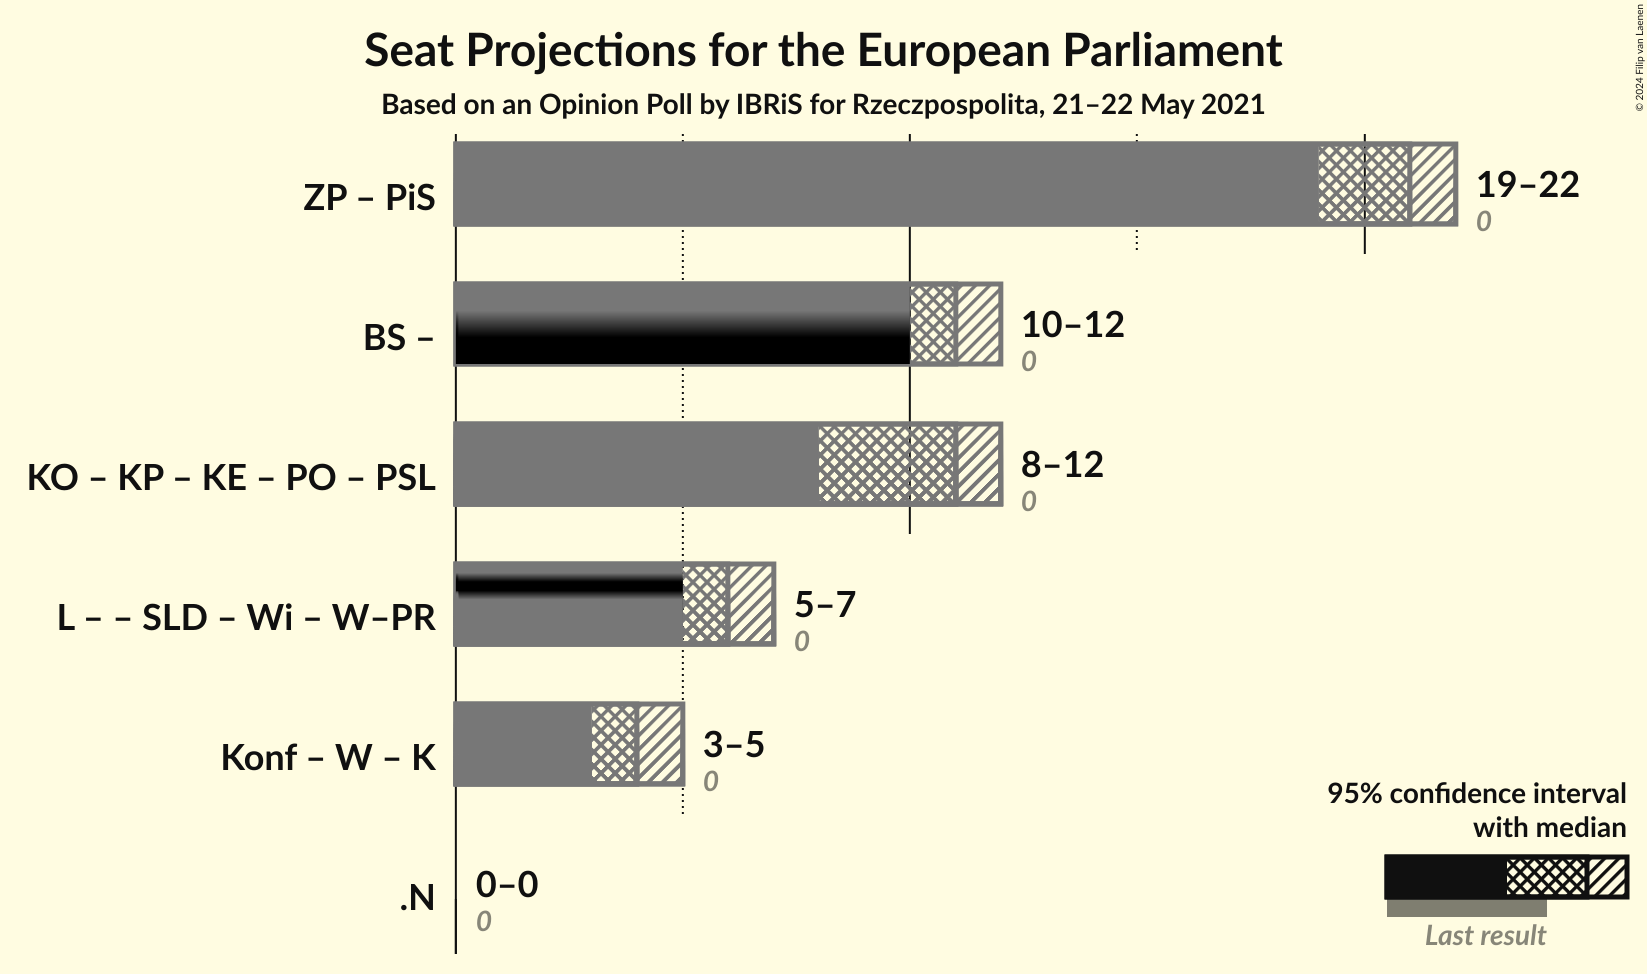 Seat Projections for the European Parliament
Based on an Opinion Poll by IBRiS for Rzeczpospolita, 21–22 May 2021
© 2024 Filip van Laenen
ZP – PiS
19–22
0
BS –
10–12
0
KO – KP – KE – PO – PSL
8–12
0
L – – SLD – Wi – W–PR
5–7
0
Konf – W – K
3–5
0
.N
0–0
0
95% confidence interval
with median
Last result